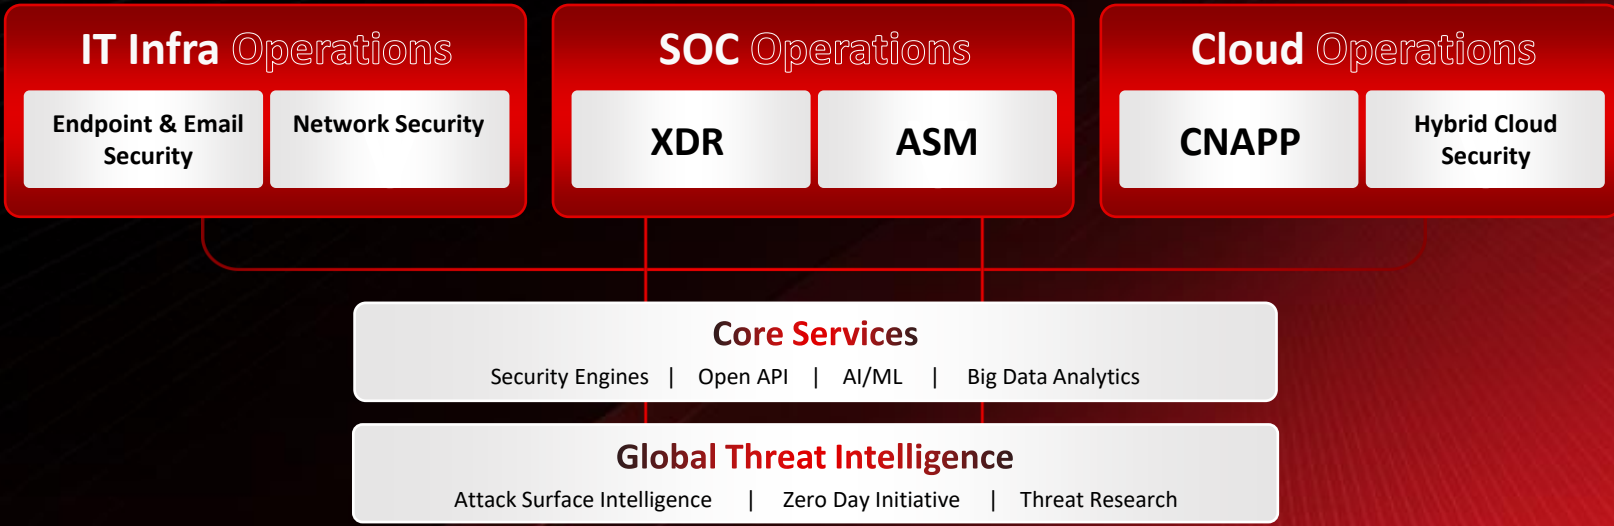 IT Infra Operations
Endpoint & Email
Security
Network Security
SOC Operations
XDR
ASM
Cloud Operations
CNAPP
Hybrid Cloud
Security
Core Services
Security Engines | Open API | AI/ML | Big Data Analytics
Global Threat Intelligence
Attack Surface Intelligence | Zero Day Initiative | Threat Research